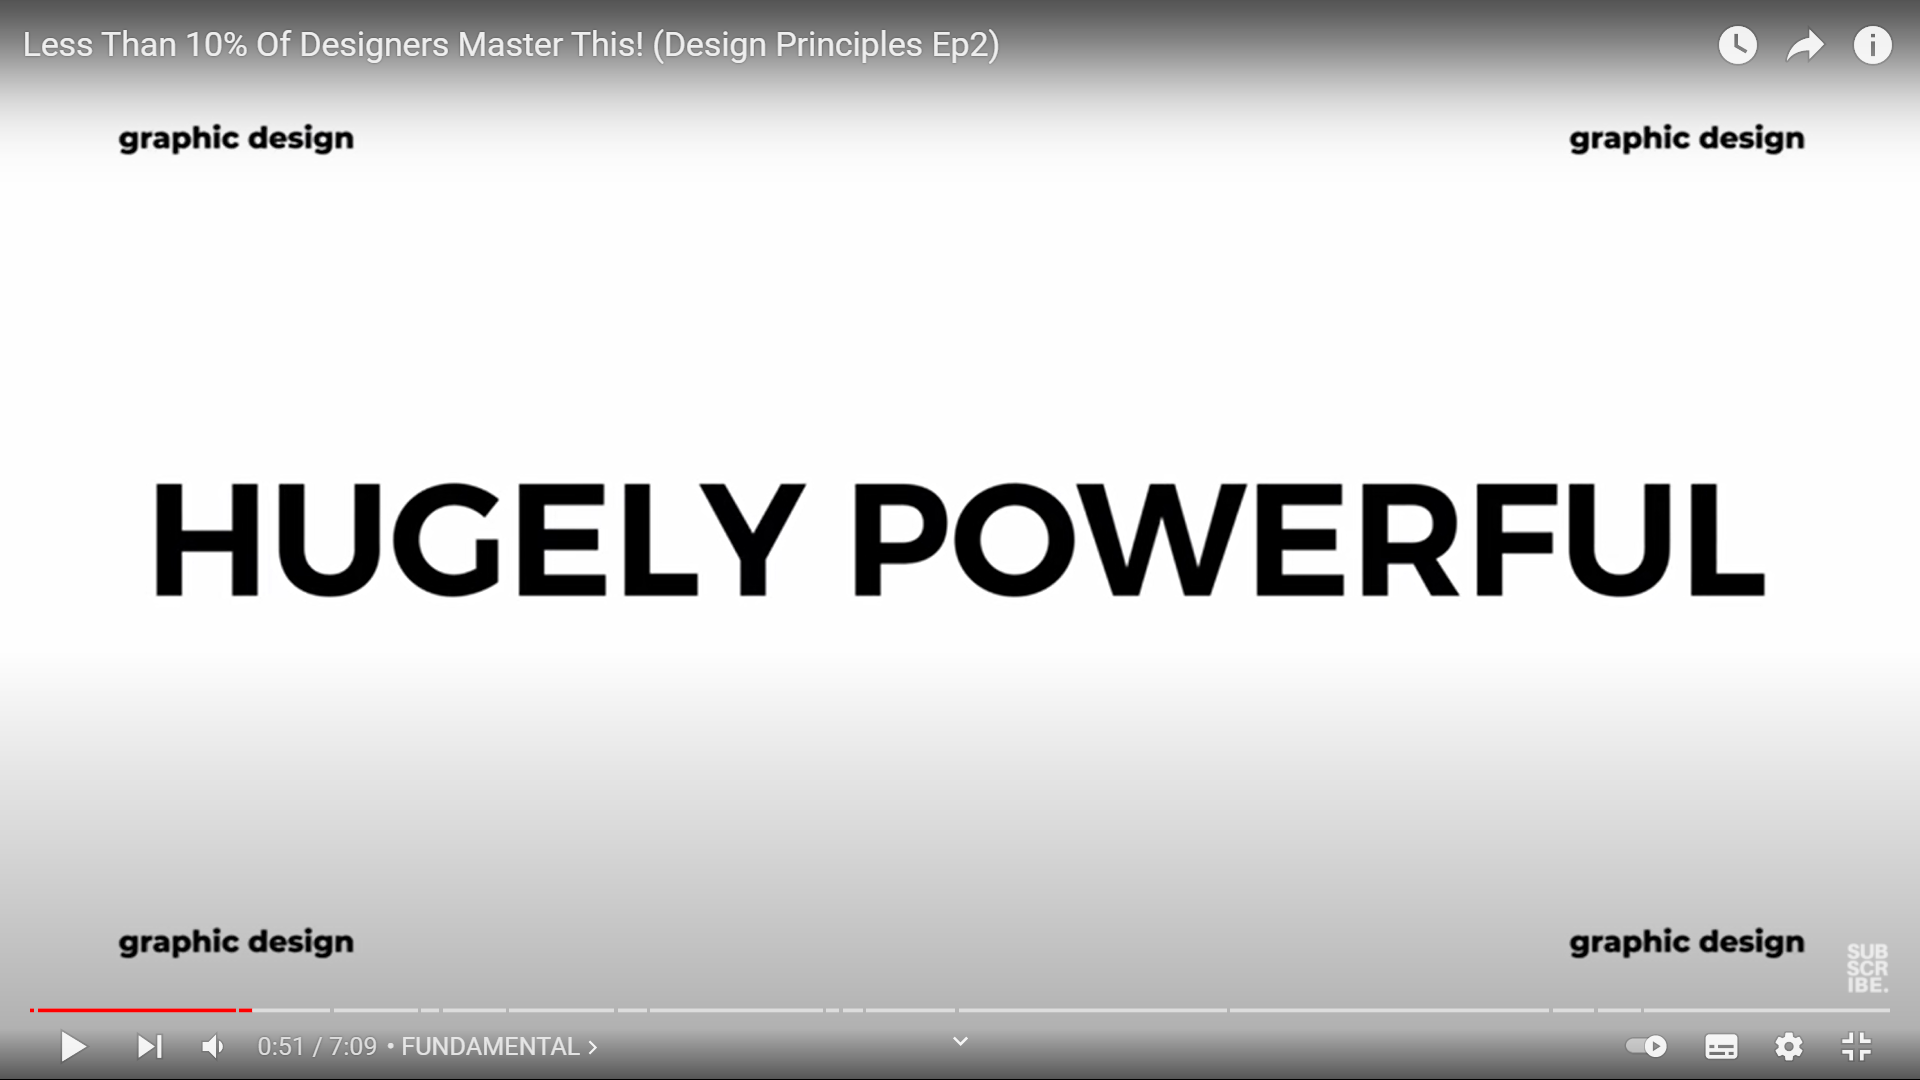 Less Than 10% Of Designers Master This! (Design Principles Ep2)
graphic design graphic design
HUGELY POWERFUL
graphic design graphic design
SUB
SCR
IBE.
0:51 / 7:09 • FUNDAMENTAL